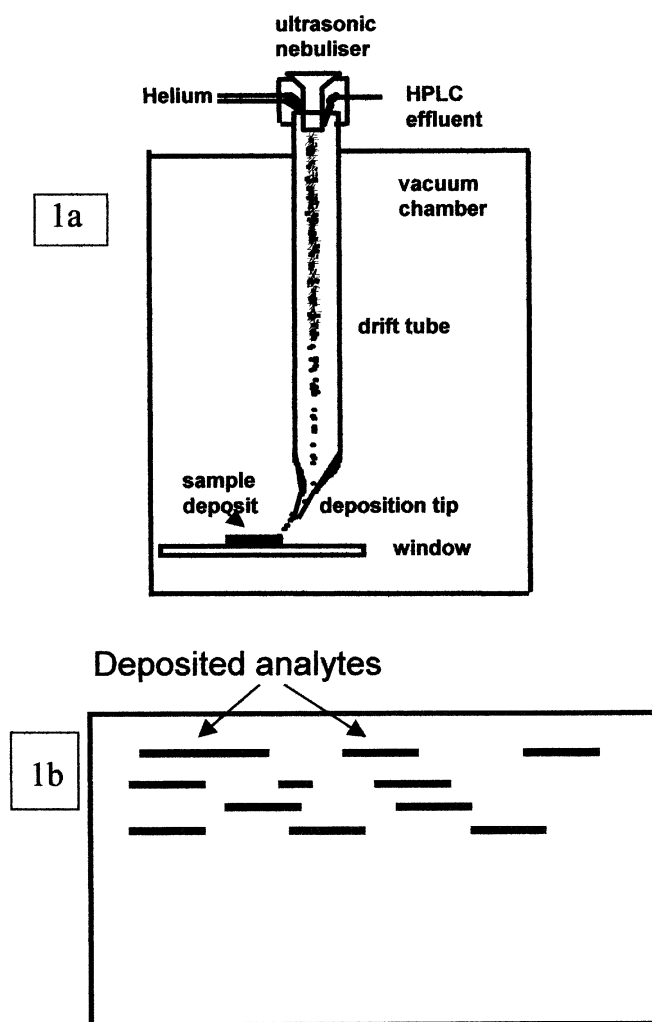 ultrasonic
nebuliser
Helium
HPLC
effluent
1a
vacuum
chamber
drift tube
sample
deposit
deposition tip
window
Deposited analytes
1b